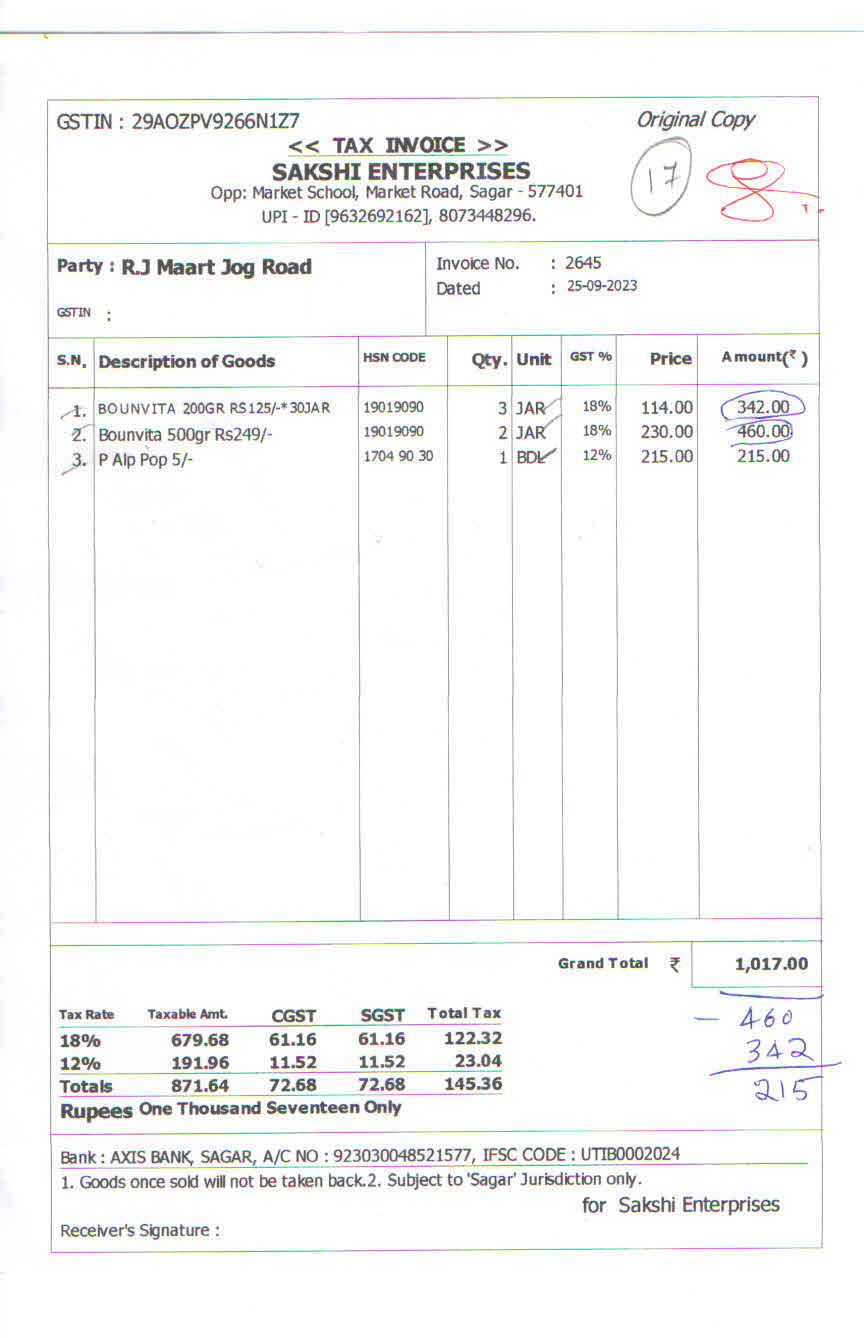 GSTIN : 29AOZPV9266N1Z7
Original Copy
<< TAX INVOICE >>
SAKSHI ENTERPRISES
Opp: Market School, Market Road, Sagar - 577401
UPI - ID [9632692162], 8073448296.
17
Party : R.J Maart Jog Road
Invoice No. : 2645
Dated : 25-09-2023
GSTIN :
S.N. Description of Goods HSN CODE Qty. Unit GST % Price Amount(₹ )
1. BOUNVITA 200GR RS125/-*30JAR 19019090 3 JAR 18% 114.00 342.00
2. Bounvita 500gr Rs249/- 19019090 2 JAR 18% 230.00 460.00
3. P Alp Pop 5/- 1704 90 30 1 BDL 12% 215.00 215.00
Grand Total ₹ 1,017.00
Tax Rate Taxable Amt. CGST SGST Total Tax
18% 679.68 61.16 61.16 122.32
12% 191.96 11.52 11.52 23.04
Totals 871.64 72.68 72.68 145.36
Rupees One Thousand Seventeen Only
- 460
342
215
Bank : AXIS BANK, SAGAR, A/C NO : 923030048521577, IFSC CODE : UTIB0002024
1. Goods once sold will not be taken back.2. Subject to 'Sagar' Jurisdiction only.
for Sakshi Enterprises
Receiver's Signature :